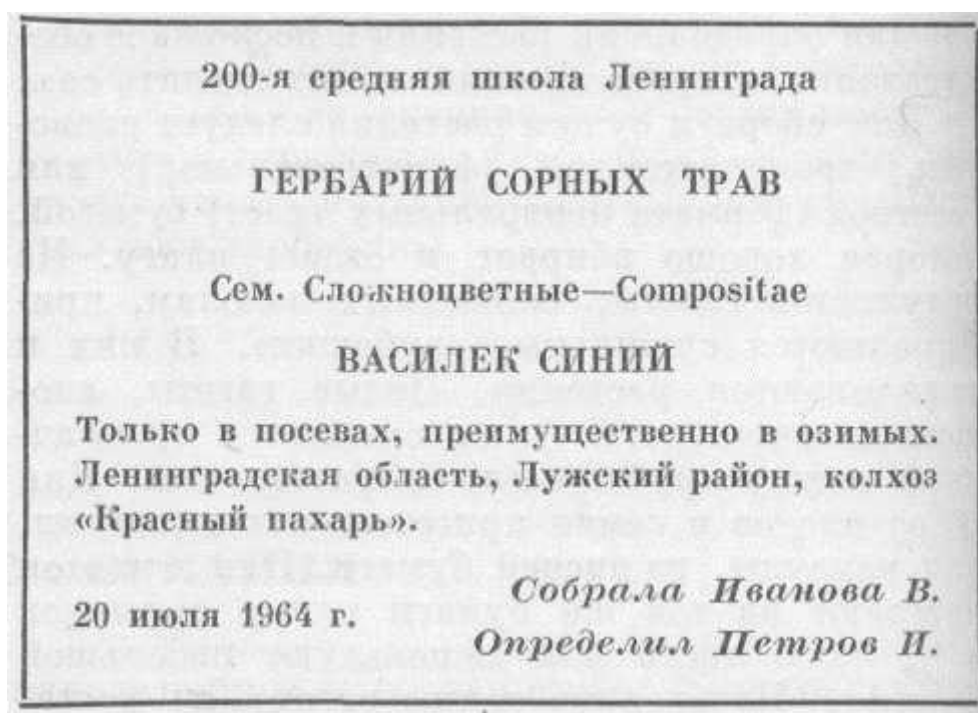 200-я средняя школа Ленинграда
ГЕРБАРИЙ СОРНЫХ ТРАВ
Сем. Сложноцветные—Compositae
ВАСИЛЕК СИНИЙ
Только в посевах, преимущественно в озимых.
Ленинградская область, Лужский район, колхоз
«Красный пахарь».
20 июля 1964 г.
Собрала Иванова В.
Определил Петров И.